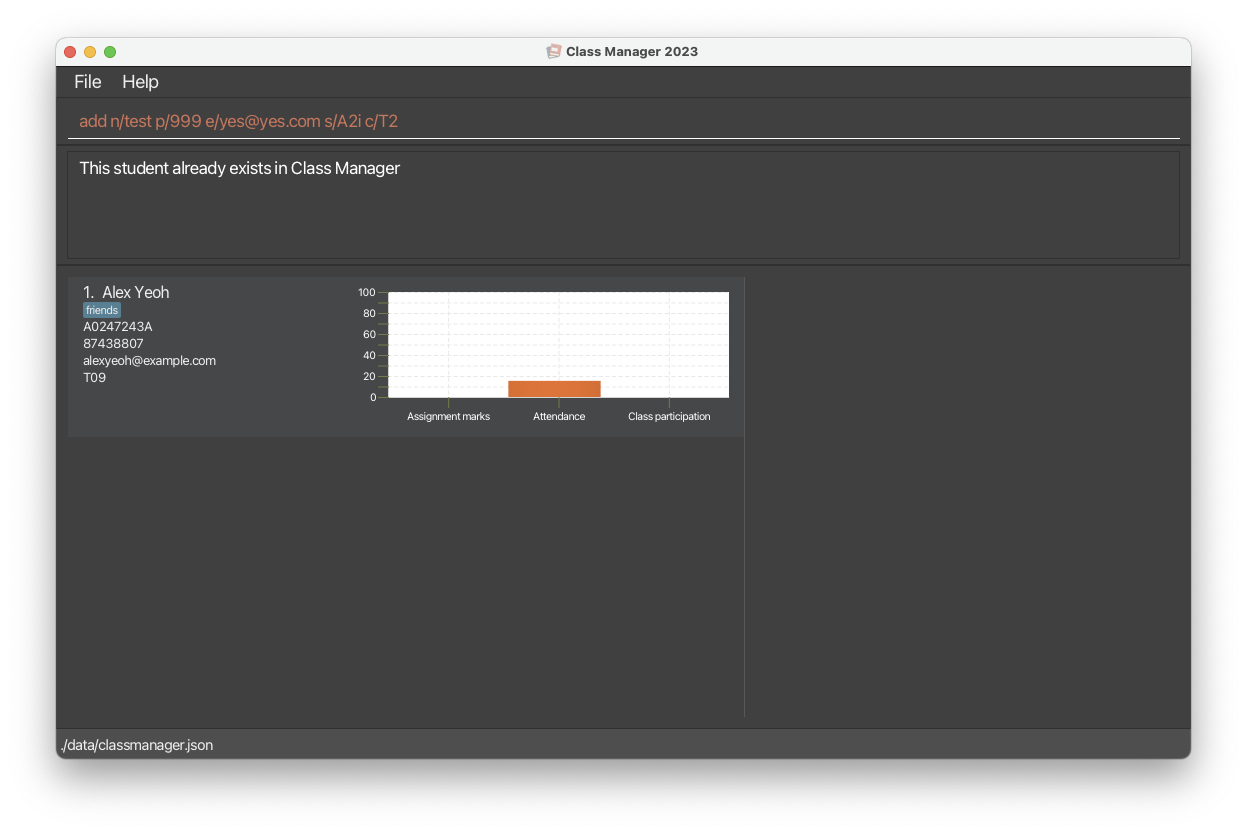 Class Manager 2023
File Help
add n/test p/999 e/yes@yes.com s/A2i c/T2
This student already exists in Class Manager
1. Alex Yeoh
friends
A0247243A
87438807
alexyeoh@example.com
T09
100
80
60
40
20
0
Assignment marks Attendance Class participation
./data/classmanager.json